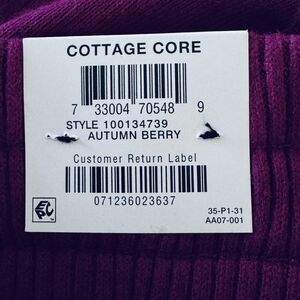 COTTAGE CORE
7 33004 70548 9
STYLE 100134739
AUTUMN BERRY
Customer Return Label
071236023637
35-P1-31
AA07-001